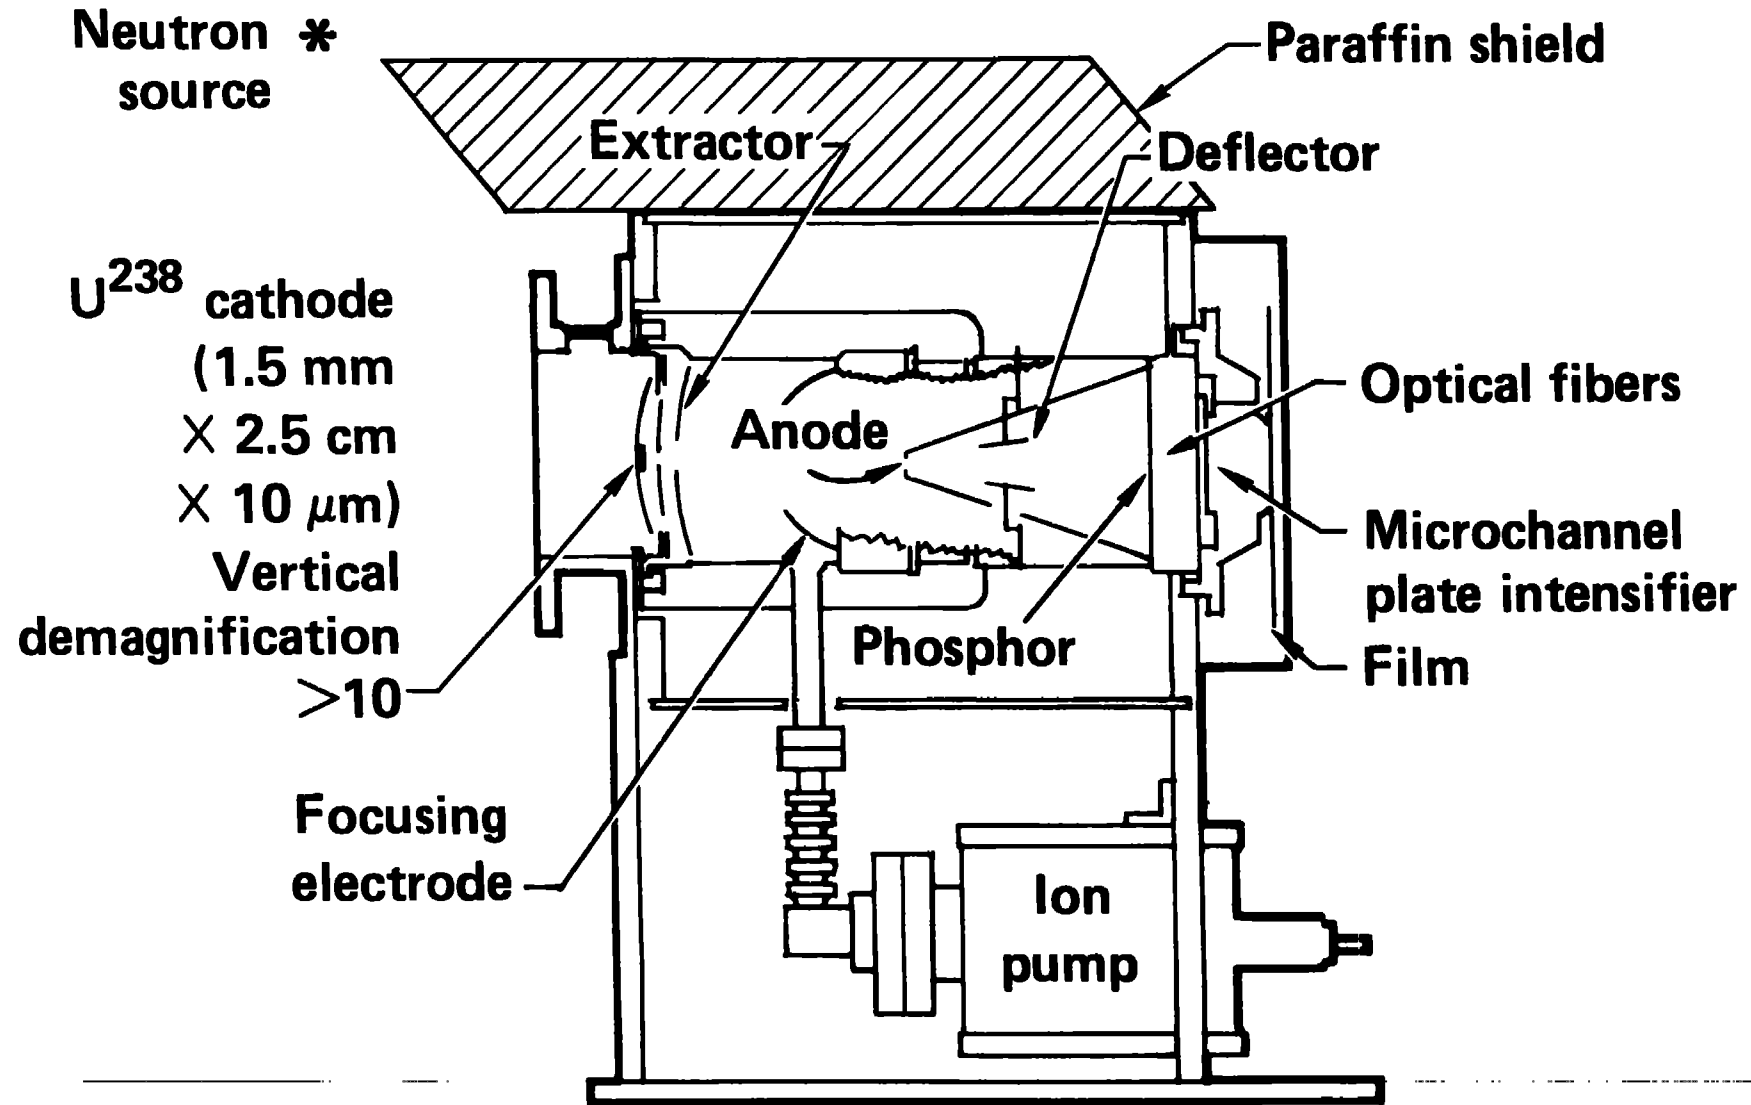 Neutron *
source
Paraffin shield
Extractor
Deflector
U²³⁸ cathode
(1.5 mm
X 2.5 cm
X 10 μm)
Vertical
demagnification
>10
Anode
Optical fibers
Microchannel
plate intensifier
Phosphor
Film
Focusing
electrode
Ion
pump